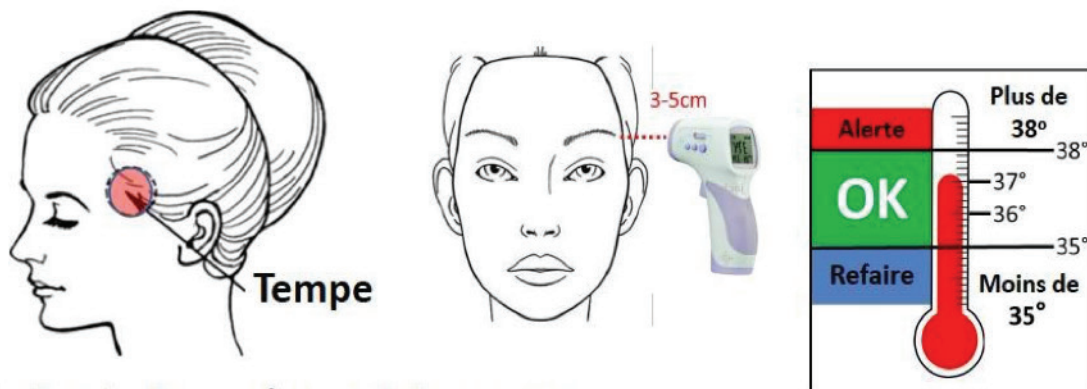 Tempe
3-5cm
Alerte
OK
Refaire
Plus de
38°
38°
37°
36°
35°
Moins de
35°